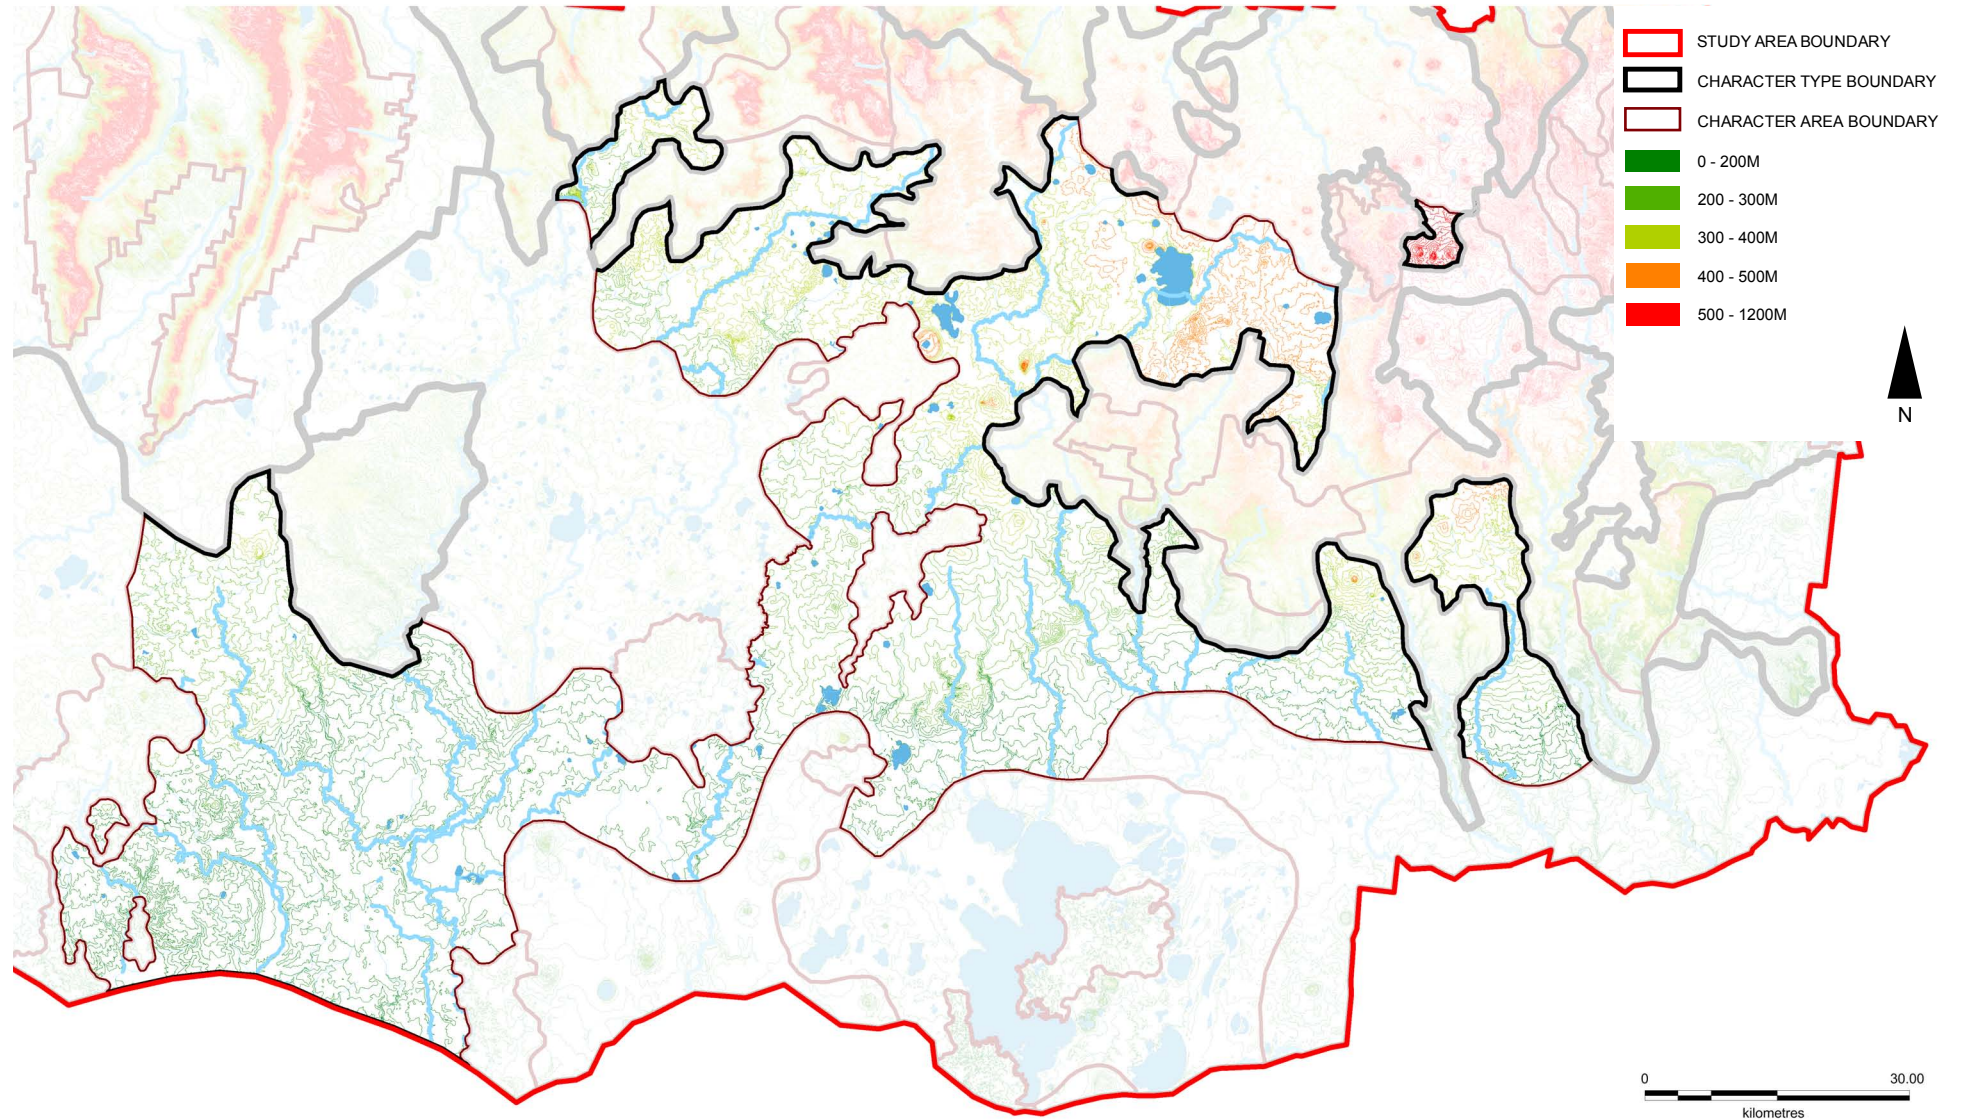 STUDY AREA BOUNDARY
CHARACTER TYPE BOUNDARY
CHARACTER AREA BOUNDARY
0 - 200M
200 - 300M
300 - 400M
400 - 500M
500 - 1200M
N
0 30.00
kilometres